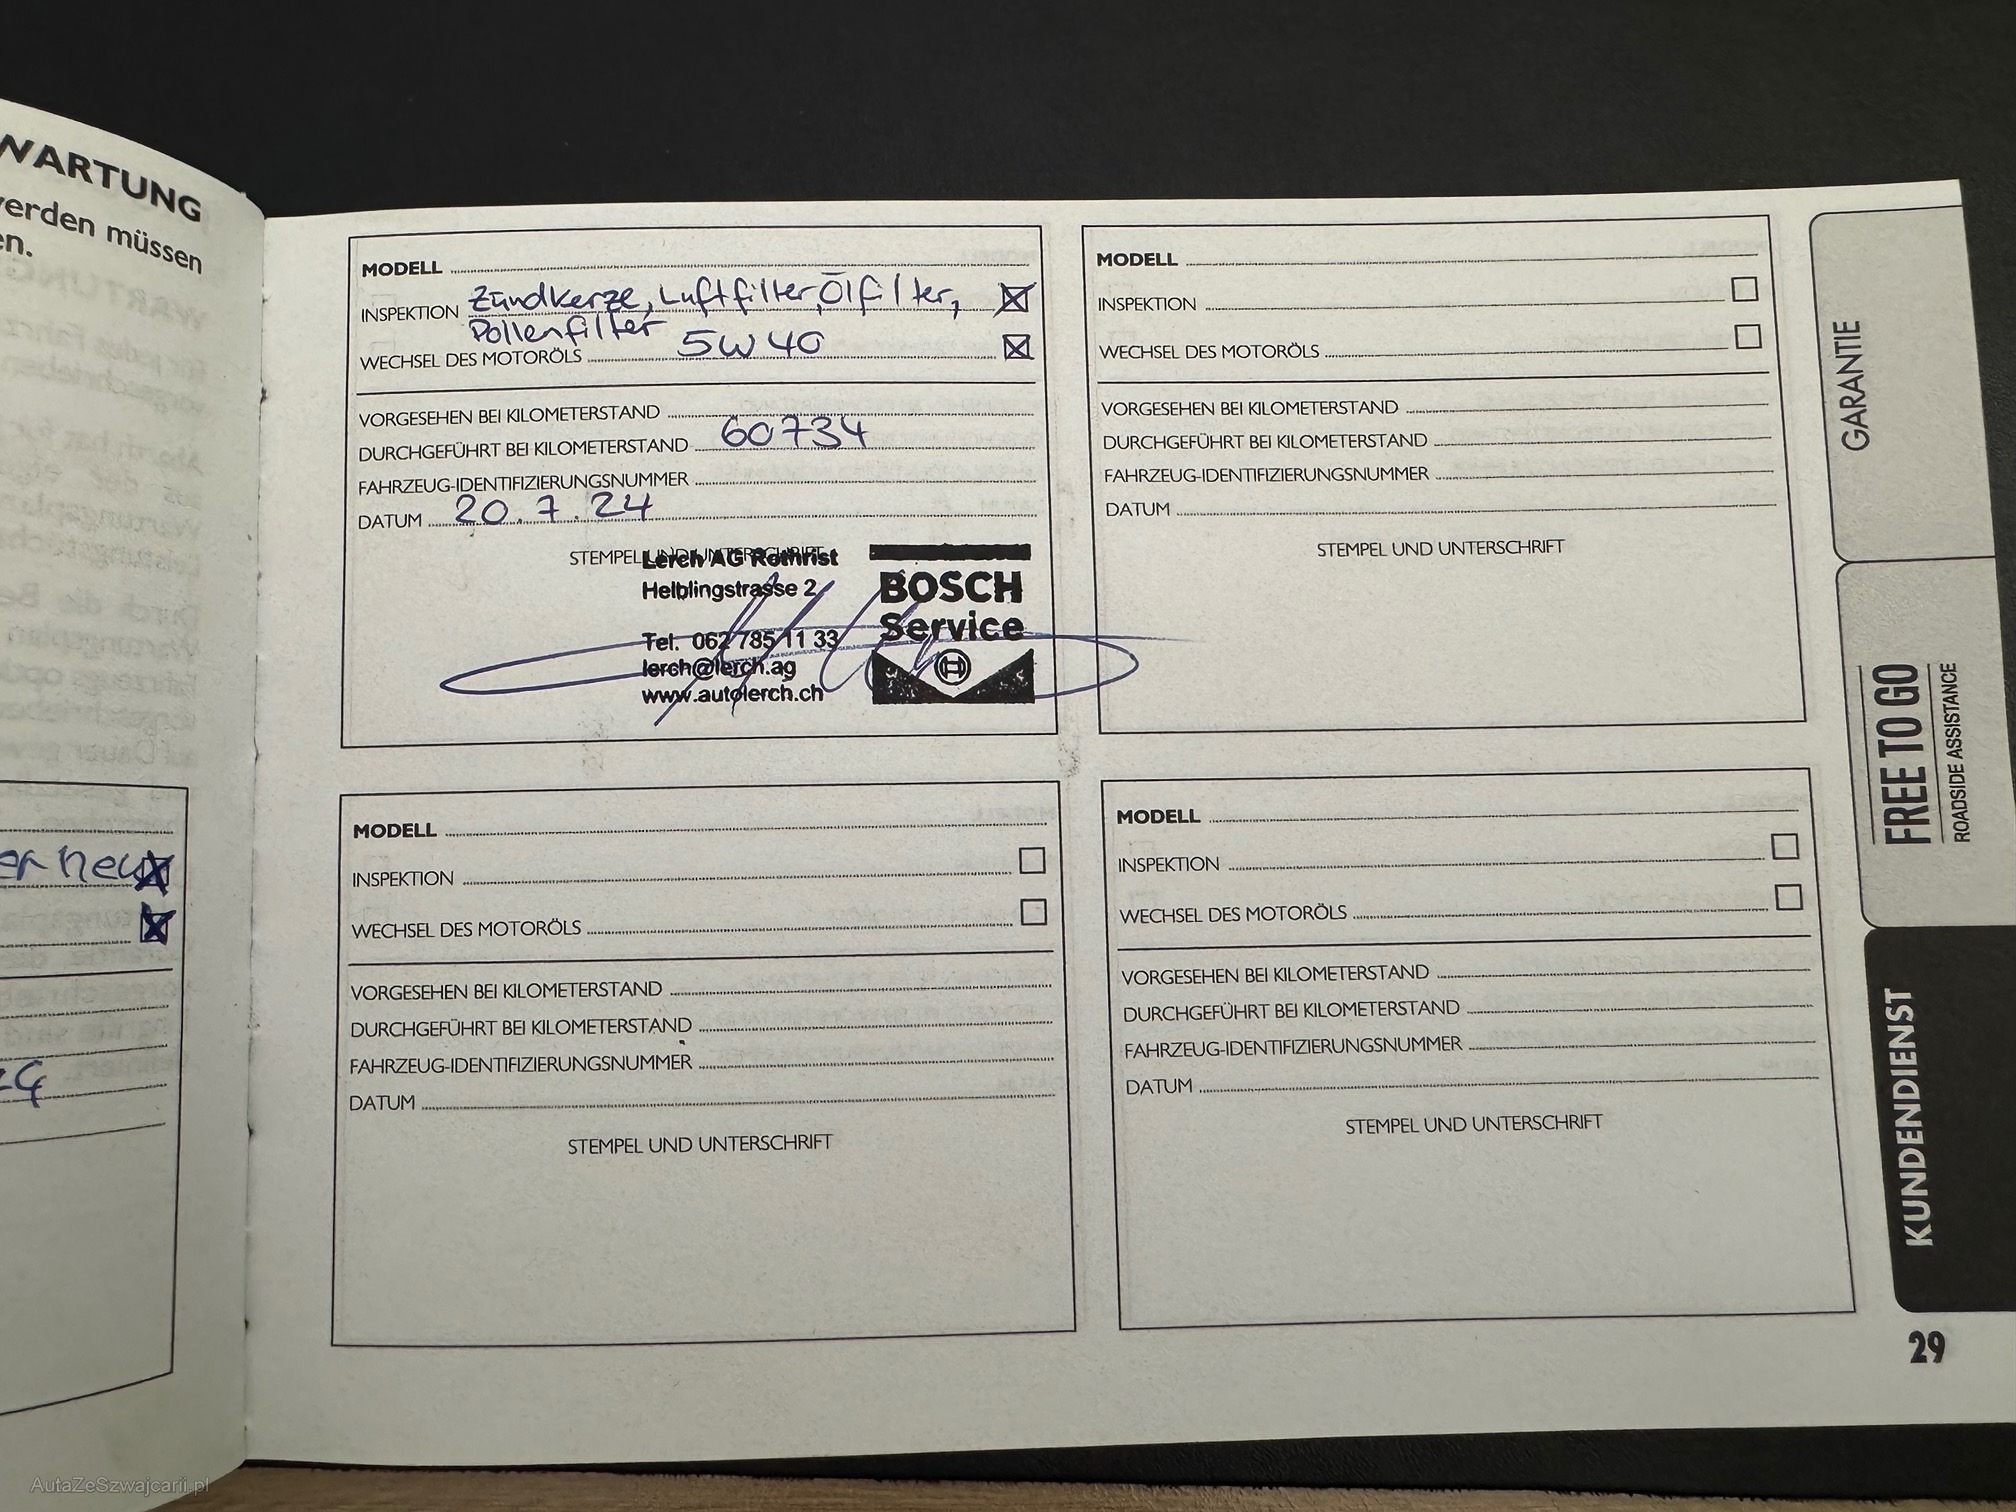 WARTUNG
werden müssen
en.
er neu
MODELL
INSPEKTION Zündkerze, Luftfilter, Ölfilter,
Pollenfilter
WECHSEL DES MOTORÖLS 5W40
VORGESEHEN BEI KILOMETERSTAND
DURCHGEFÜHRT BEI KILOMETERSTAND 60734
FAHRZEUG-IDENTIFIZIERUNGSNUMMER
DATUM 20.7.24
STEMPEL UND UNTERSCHRIFT
Lerch AG Rothrist
Helblingstrasse 2
Tel. 062 785 11 33
lerch@lerch.ag
www.autolerch.ch
BOSCH
Service
MODELL
INSPEKTION
WECHSEL DES MOTORÖLS
VORGESEHEN BEI KILOMETERSTAND
DURCHGEFÜHRT BEI KILOMETERSTAND
FAHRZEUG-IDENTIFIZIERUNGSNUMMER
DATUM
STEMPEL UND UNTERSCHRIFT
MODELL
INSPEKTION
WECHSEL DES MOTORÖLS
VORGESEHEN BEI KILOMETERSTAND
DURCHGEFÜHRT BEI KILOMETERSTAND
FAHRZEUG-IDENTIFIZIERUNGSNUMMER
DATUM
STEMPEL UND UNTERSCHRIFT
MODELL
INSPEKTION
WECHSEL DES MOTORÖLS
VORGESEHEN BEI KILOMETERSTAND
DURCHGEFÜHRT BEI KILOMETERSTAND
FAHRZEUG-IDENTIFIZIERUNGSNUMMER
DATUM
STEMPEL UND UNTERSCHRIFT
GARANTIE
FREE TO GO
ROADSIDE ASSISTANCE
KUNDENDIENST
29
AutaZeSzwajcarii.pl